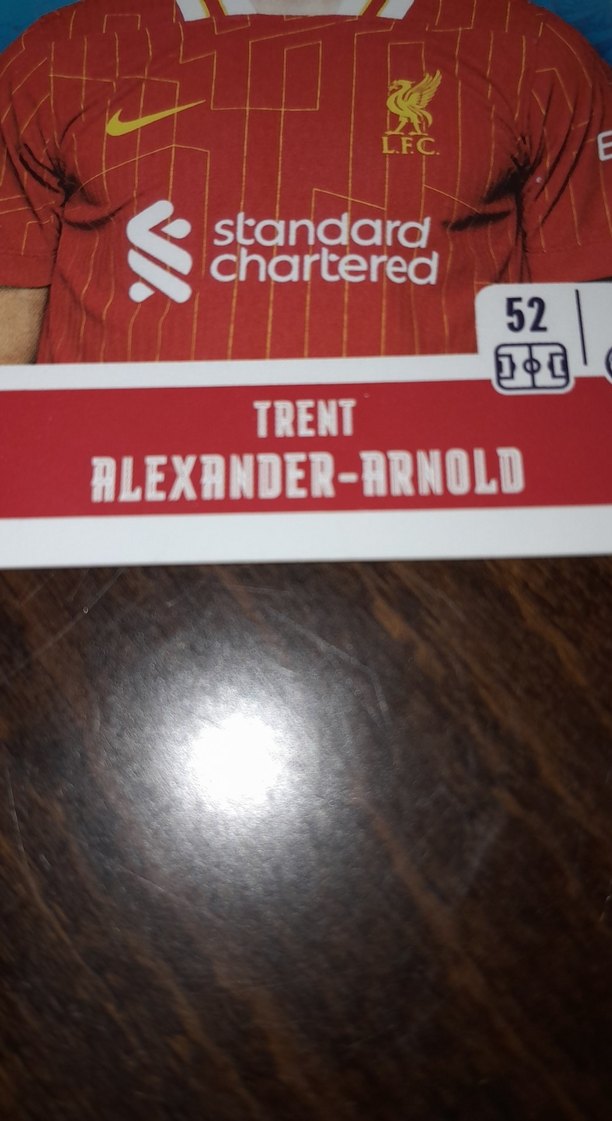 L.F.C.
standard
chartered
52
TRENT
ALEXANDER-ARNOLD